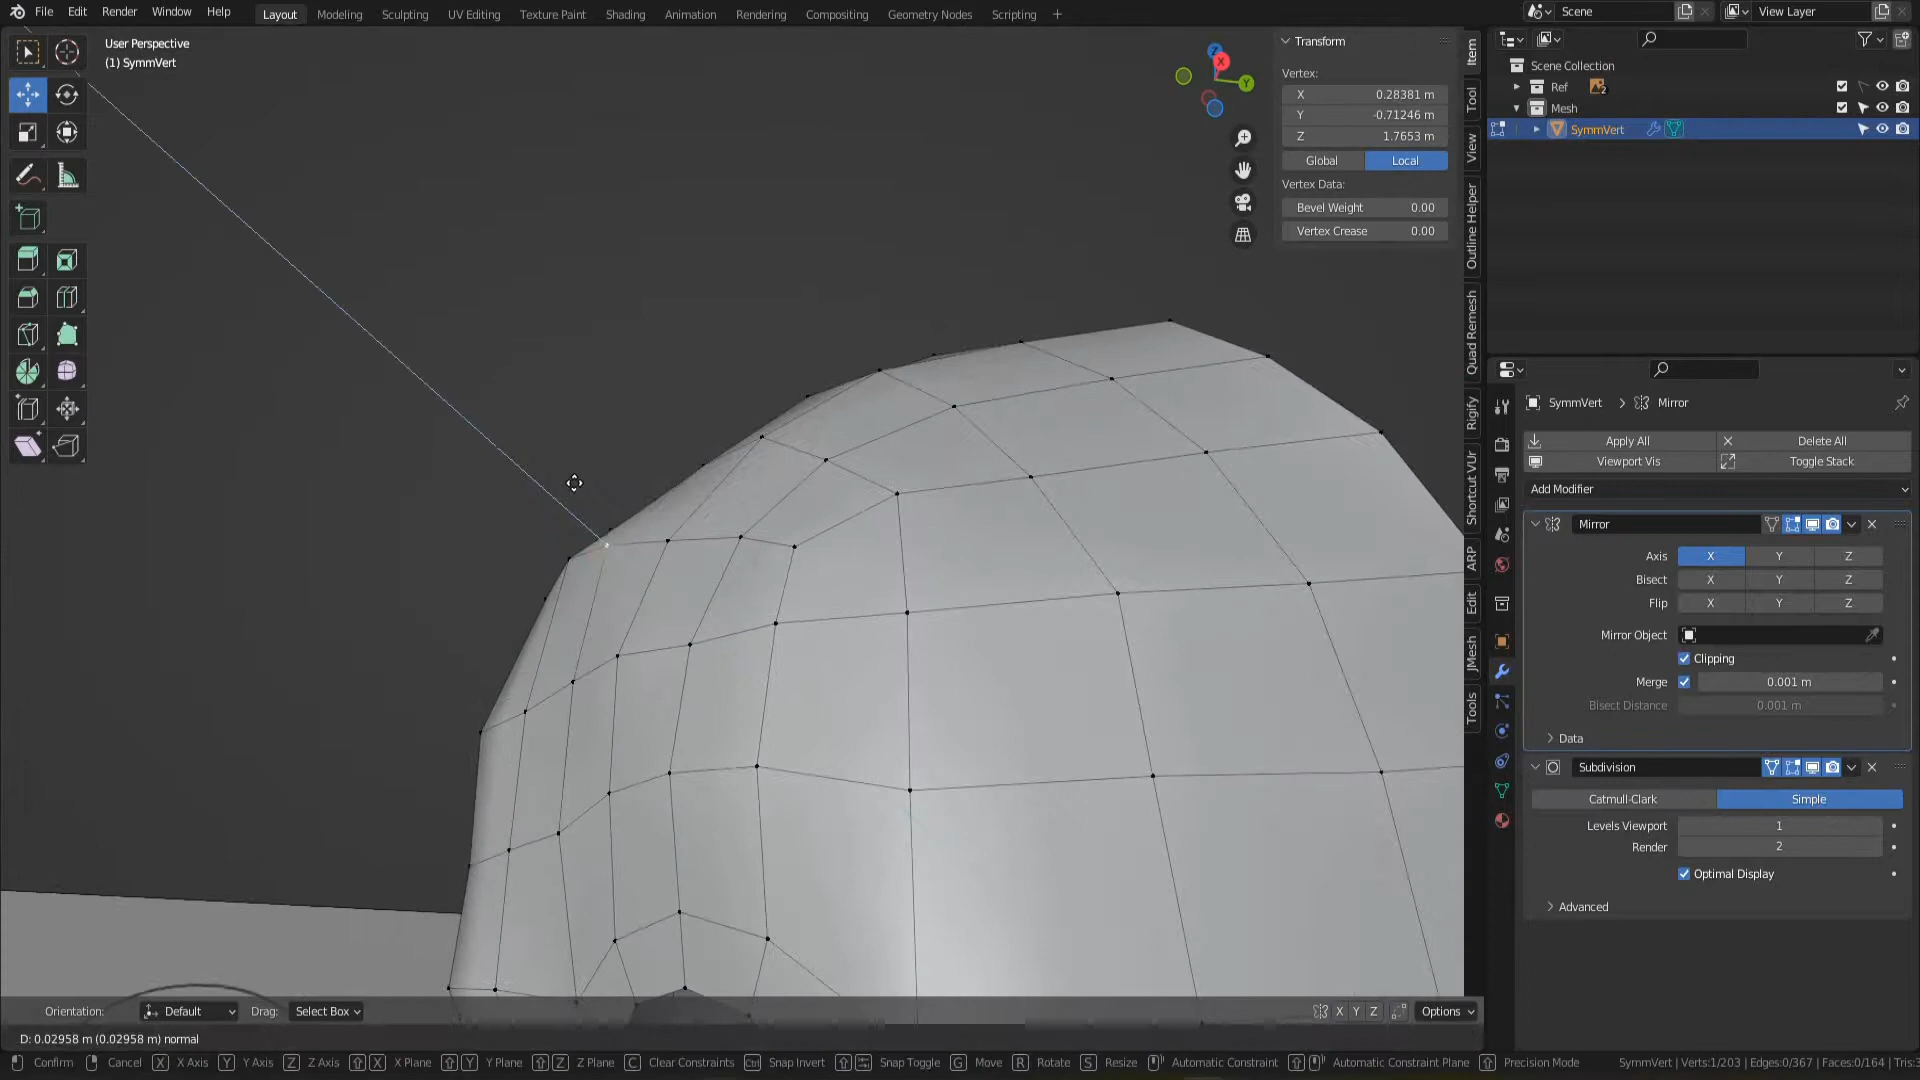 File Edit Render Window Help
Layout Modeling Sculpting UV Editing Texture Paint Shading Animation Rendering Compositing Geometry Nodes Scripting +
Scene
View Layer
User Perspective
(1) SymmVert
Z
X
Y
Transform
Vertex:
X 0.28381 m
Y -0.71246 m
Z 1.7653 m
Global Local
Vertex Data:
Bevel Weight 0.00
Vertex Crease 0.00
Item
Tool
View
Outline Helper
Quad Remesh
Rigify
Shortcut VUr
ARP
Edit
JMesh
Tools
Scene Collection
Ref 2
Mesh
SymmVert
SymmVert > Mirror
Apply All Delete All
Viewport Vis Toggle Stack
Add Modifier
Mirror
Axis X Y Z
Bisect X Y Z
Flip X Y Z
Mirror Object
Clipping
Merge 0.001 m
Bisect Distance 0.001 m
Data
Subdivision
Catmull-Clark Simple
Levels Viewport 1
Render 2
Optimal Display
Advanced
Orientation: Default Drag: Select Box
X Y Z Options
D: 0.02958 m (0.02958 m) normal
Confirm Cancel X X Axis Y Y Axis Z Z Axis X X Plane Y Y Plane Z Z Plane C Clear Constraints Ctrl Snap Invert Snap Toggle G Move R Rotate S Resize Automatic Constraint Automatic Constraint Plane Precision Mode SymmVert | Verts:1/203 | Edges:0/367 | Faces:0/164 | Tris:3